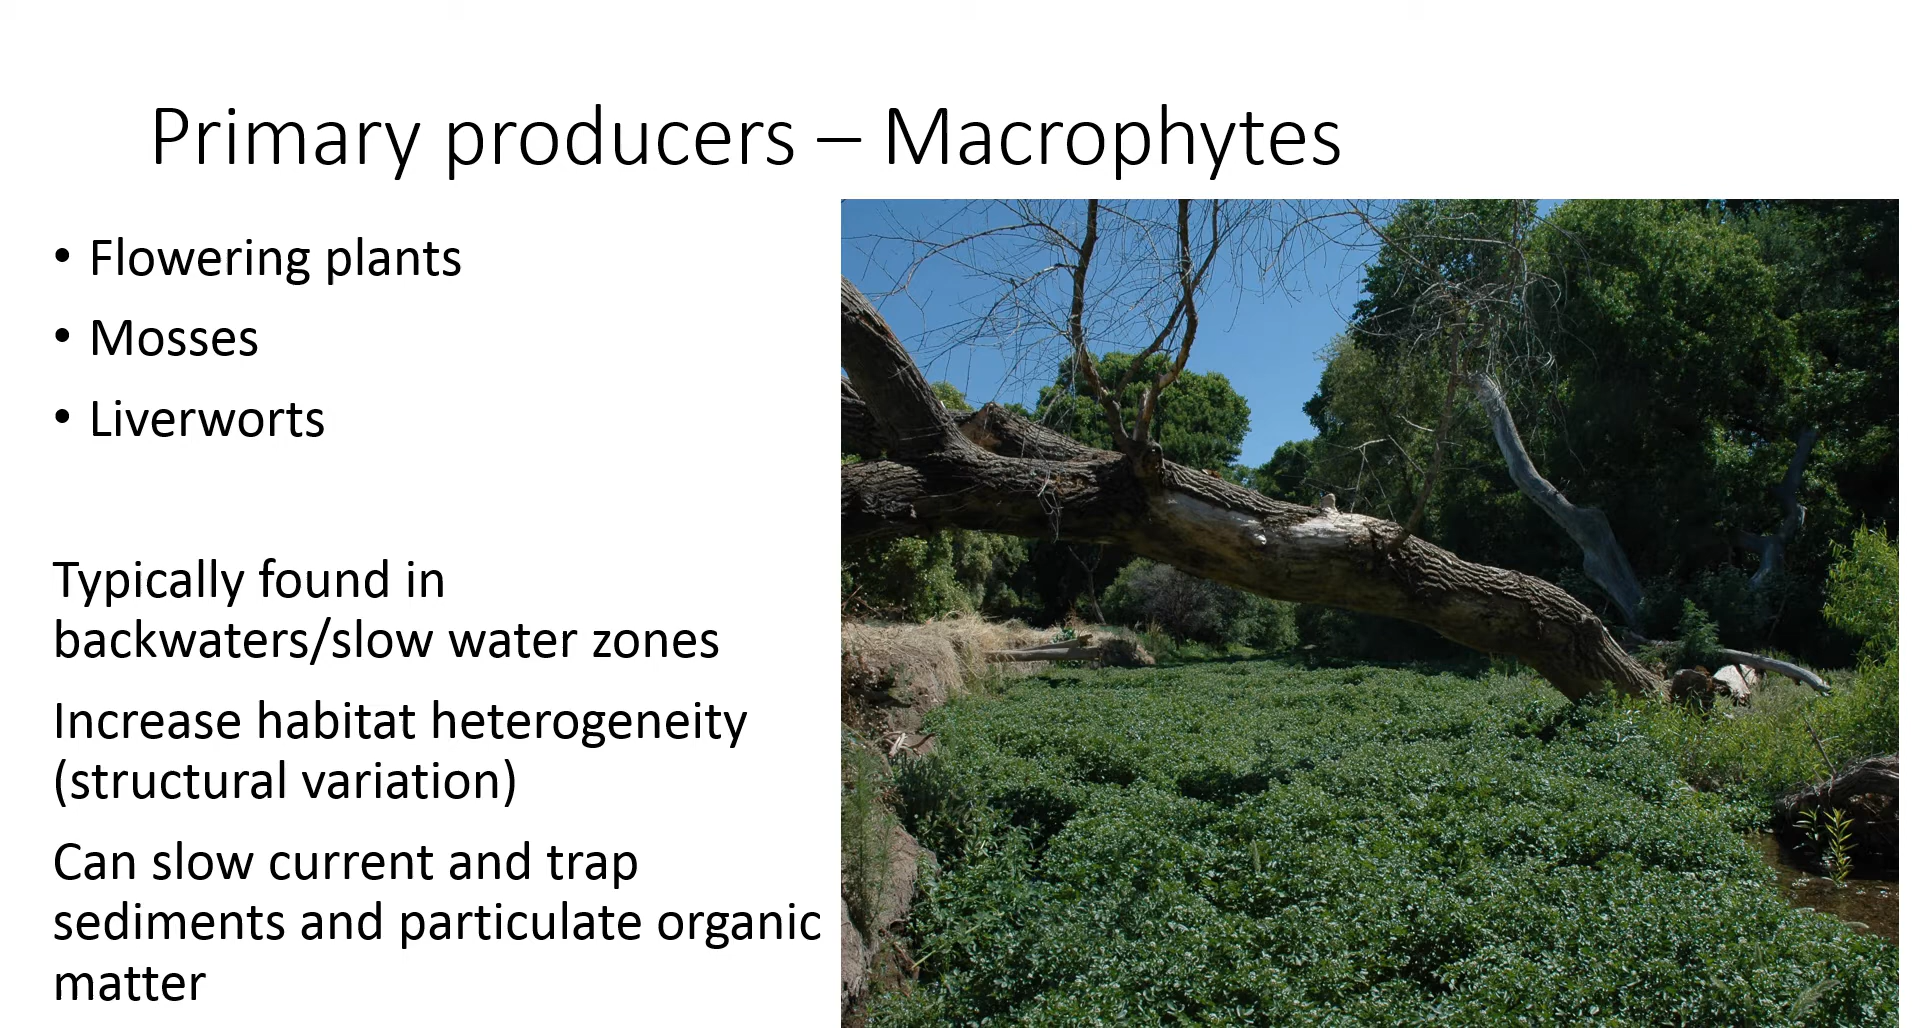 Primary producers – Macrophytes
• Flowering plants
• Mosses
• Liverworts
Typically found in
backwaters/slow water zones
Increase habitat heterogeneity
(structural variation)
Can slow current and trap
sediments and particulate organic
matter